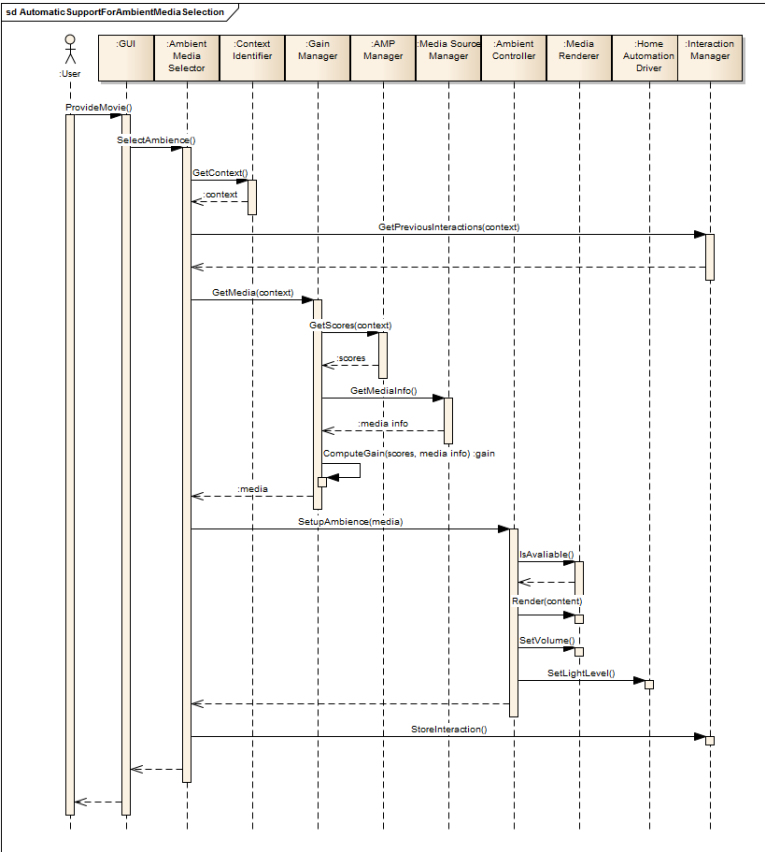 sd AutomaticSupportForAmbientMediaSelection
:User
:GUI
:Ambient
Media
Selector
:Context
Identifier
:Gain
Manager
:AMP
Manager
:Media Source
Manager
:Ambient
Controller
:Media
Renderer
:Home
Automation
Driver
:Interaction
Manager
ProvideMovie()
SelectAmbience()
GetContext()
:context
GetPreviousInteractions(context)
GetMedia(context)
GetScores(context)
:scores
GetMediaInfo()
:media info
ComputeGain(scores, media info) :gain
:media
SetupAmbience(media)
IsAvaliable()
Render(content)
SetVolume()
SetLightLevel()
StoreInteraction()